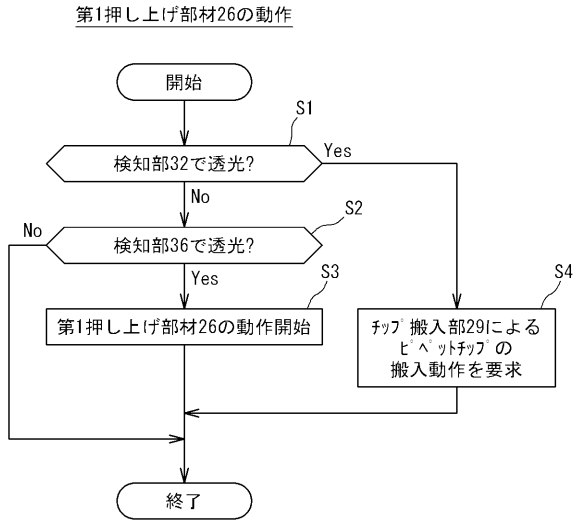 第1押し上げ部材26の動作
開始
S1
検知部32で透光?
Yes
No
S2
No
検知部36で透光?
Yes
S3
S4
第1押し上げ部材26の動作開始
ﾁｯﾌﾟ搬入部29による
ﾋﾟﾍﾟｯﾄﾁｯﾌﾟの
搬入動作を要求
終了